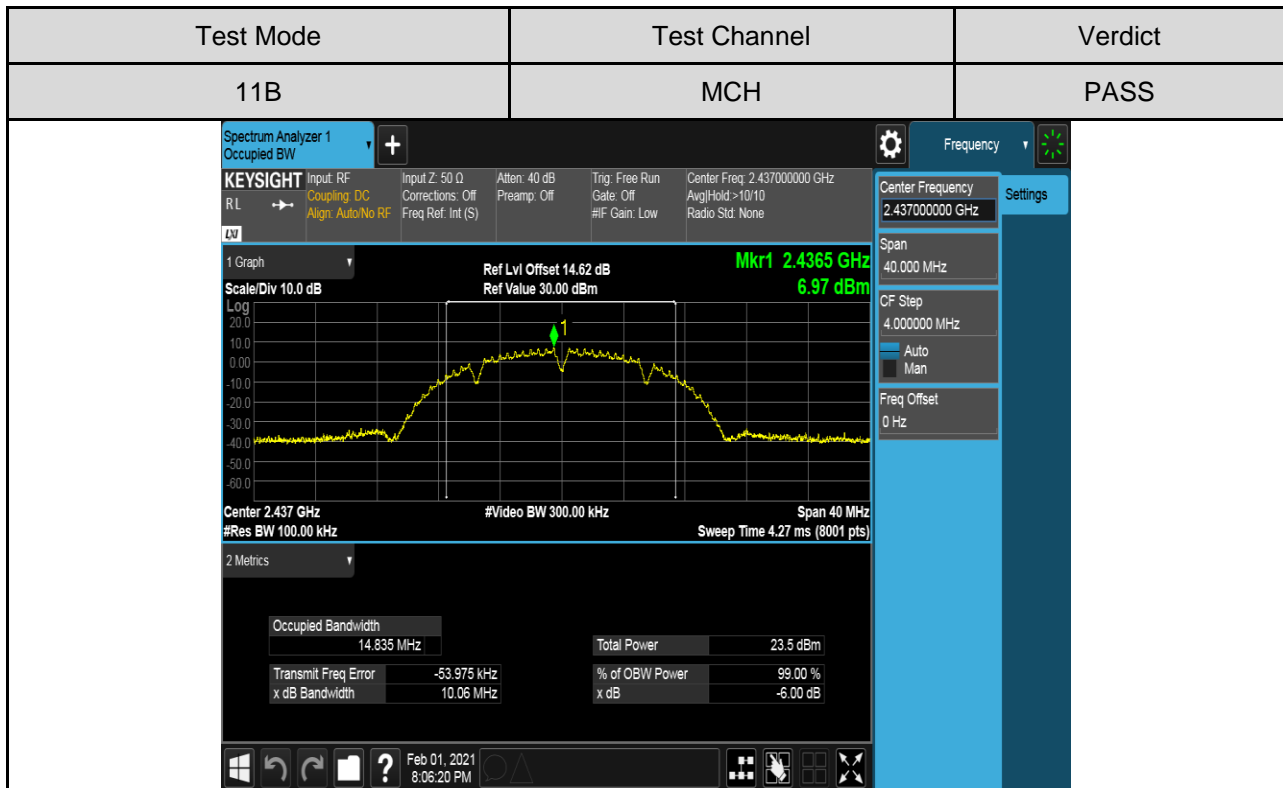 Test Mode Test Channel Verdict
11B MCH PASS
Spectrum Analyzer 1
Occupied BW
+
Frequency
KEYSIGHT Input: RF Input Z: 50 Ω Atten: 40 dB Trig: Free Run Center Freq: 2.437000000 GHz
RL Coupling: DC Corrections: Off Preamp: Off Gate: Off Avg|Hold:>10/10
Align: Auto/No RF Freq Ref: Int (S) #IF Gain: Low Radio Std: None
LXI
Center Frequency
2.437000000 GHz
Settings
Span
40.000 MHz
CF Step
4.000000 MHz
Auto
Man
Freq Offset
0 Hz
1 Graph
Ref Lvl Offset 14.62 dB Mkr1 2.4365 GHz
Scale/Div 10.0 dB Ref Value 30.00 dBm 6.97 dBm
Log
20.0
10.0
0.00
-10.0
-20.0
-30.0
-40.0
-50.0
-60.0
1
Center 2.437 GHz #Video BW 300.00 kHz Span 40 MHz
#Res BW 100.00 kHz Sweep Time 4.27 ms (8001 pts)
2 Metrics
Occupied Bandwidth
14.835 MHz Total Power 23.5 dBm
Transmit Freq Error -53.975 kHz % of OBW Power 99.00 %
x dB Bandwidth 10.06 MHz x dB -6.00 dB
? Feb 01, 2021
8:06:20 PM